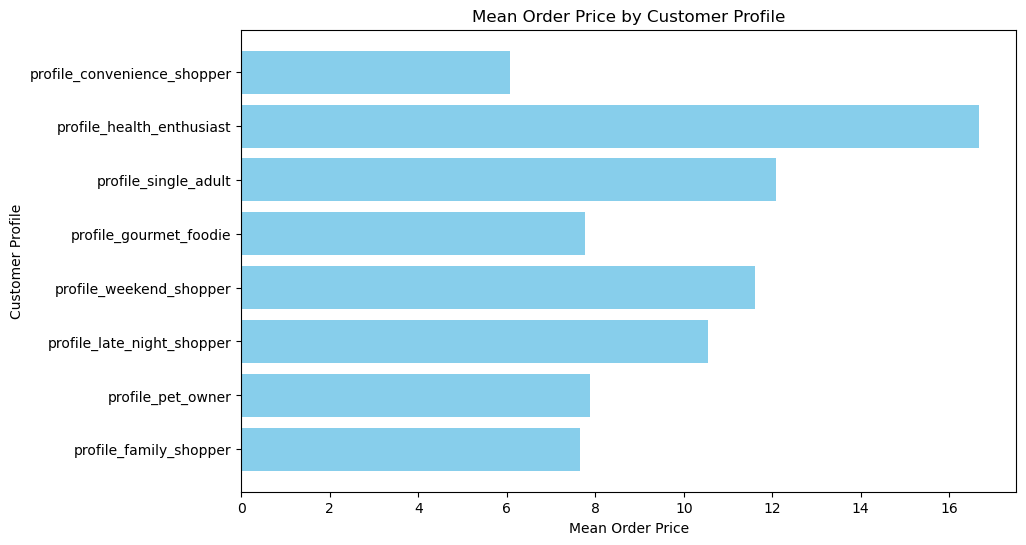 Mean Order Price by Customer Profile
Customer Profile
profile_convenience_shopper
profile_health_enthusiast
profile_single_adult
profile_gourmet_foodie
profile_weekend_shopper
profile_late_night_shopper
profile_pet_owner
profile_family_shopper
0 2 4 6 8 10 12 14 16
Mean Order Price